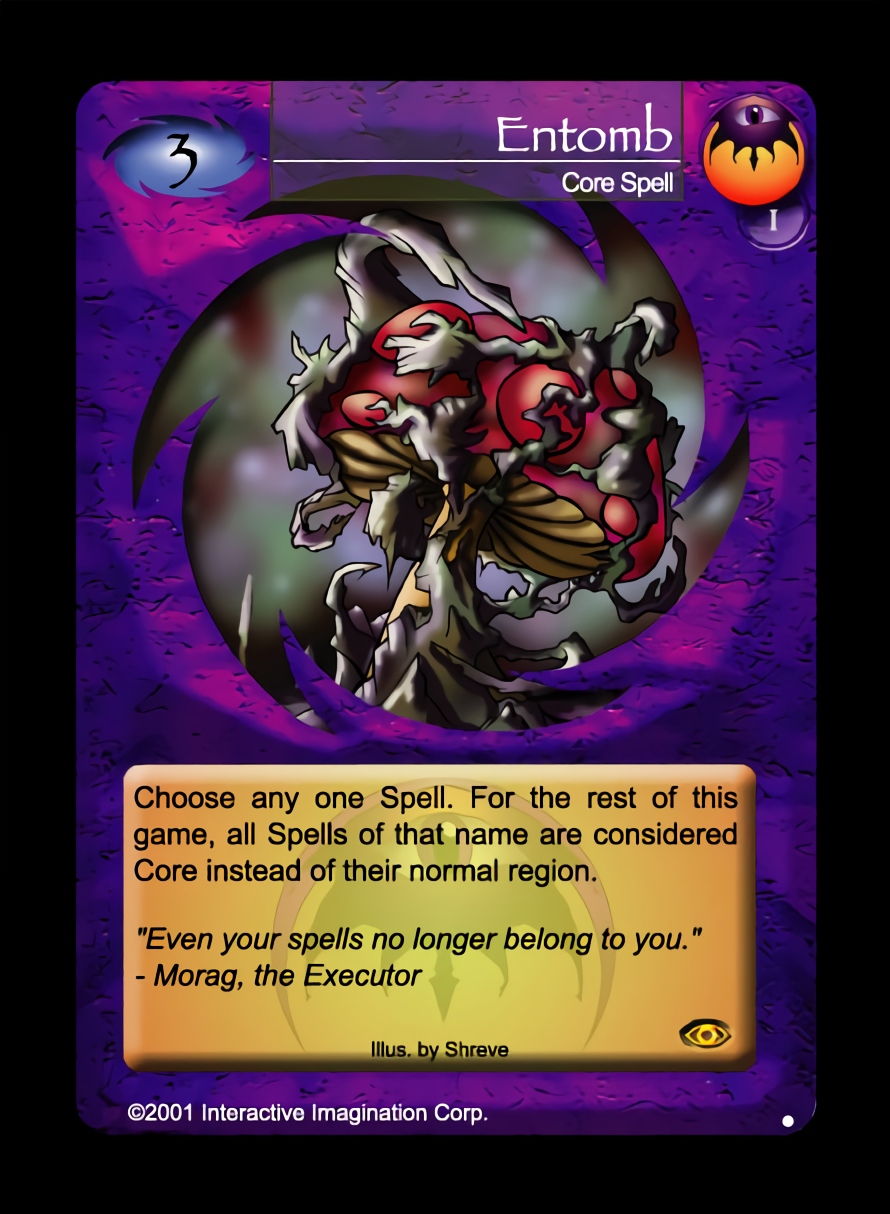 3
Entomb
Core Spell
I
Choose any one Spell. For the rest of this
game, all Spells of that name are considered
Core instead of their normal region.
"Even your spells no longer belong to you."
- Morag, the Executor
Illus. by Shreve
©2001 Interactive Imagination Corp.